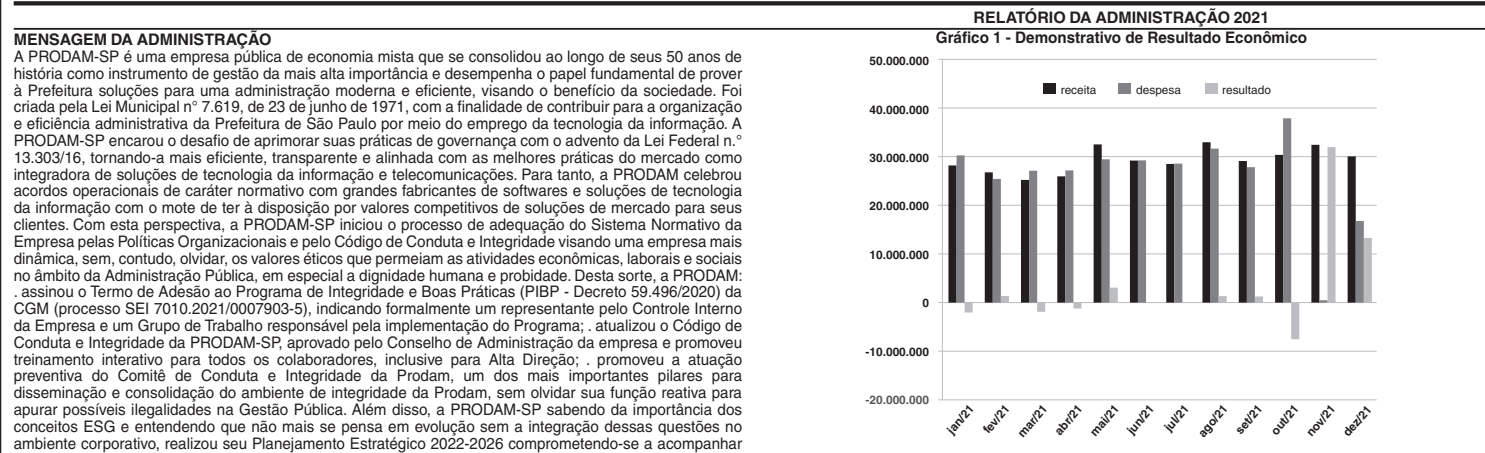 RELATÓRIO DA ADMINISTRAÇÃO 2021
MENSAGEM DA ADMINISTRAÇÃO
A PRODAM-SP é uma empresa pública de economia mista que se consolidou ao longo de seus 50 anos de
história como instrumento de gestão da mais alta importância e desempenha o papel fundamental de prover
à Prefeitura soluções para uma administração moderna e eficiente, visando o benefício da sociedade. Foi
criada pela Lei Municipal n° 7.619, de 23 de junho de 1971, com a finalidade de contribuir para a organização
e eficiência administrativa da Prefeitura de São Paulo por meio do emprego da tecnologia da informação. A
PRODAM-SP encarou o desafio de aprimorar suas práticas de governança com o advento da Lei Federal n.°
13.303/16, tornando-a mais eficiente, transparente e alinhada com as melhores práticas do mercado como
integradora de soluções de tecnologia da informação e telecomunicações. Para tanto, a PRODAM celebrou
acordos operacionais de caráter normativo com grandes fabricantes de softwares e soluções de tecnologia
da informação com o mote de ter à disposição por valores competitivos de soluções de mercado para seus
clientes. Com esta perspectiva, a PRODAM-SP iniciou o processo de adequação do Sistema Normativo da
Empresa pelas Políticas Organizacionais e pelo Código de Conduta e Integridade visando uma empresa mais
dinâmica, sem, contudo, olvidar, os valores éticos que permeiam as atividades econômicas, laborais e sociais
no âmbito da Administração Pública, em especial a dignidade humana e probidade. Desta sorte, a PRODAM:
. assinou o Termo de Adesão ao Programa de Integridade e Boas Práticas (PIBP - Decreto 59.496/2020) da
CGM (processo SEI 7010.2021/0007903-5), indicando formalmente um representante pelo Controle Interno
da Empresa e um Grupo de Trabalho responsável pela implementação do Programa; . atualizou o Código de
Conduta e Integridade da PRODAM-SP, aprovado pelo Conselho de Administração da empresa e promoveu
treinamento interativo para todos os colaboradores, inclusive para Alta Direção; . promoveu a atuação
preventiva do Comitê de Conduta e Integridade da Prodam, um dos mais importantes pilares para
disseminação e consolidação do ambiente de integridade da Prodam, sem olvidar sua função reativa para
apurar possíveis ilegalidades na Gestão Pública. Além disso, a PRODAM-SP sabendo da importância dos
conceitos ESG e entendendo que não mais se pensa em evolução sem a integração dessas questões no
ambiente corporativo, realizou seu Planejamento Estratégico 2022-2026 comprometendo-se a acompanhar
Gráfico 1 - Demonstrativo de Resultado Econômico
50.000.000
receita despesa resultado
40.000.000
30.000.000
20.000.000
10.000.000
0
-10.000.000
-20.000.000
jan/21 fev/21 mar/21 abr/21 mai/21 jun/21 jul/21 ago/21 set/21 out/21 nov/21 dez/21